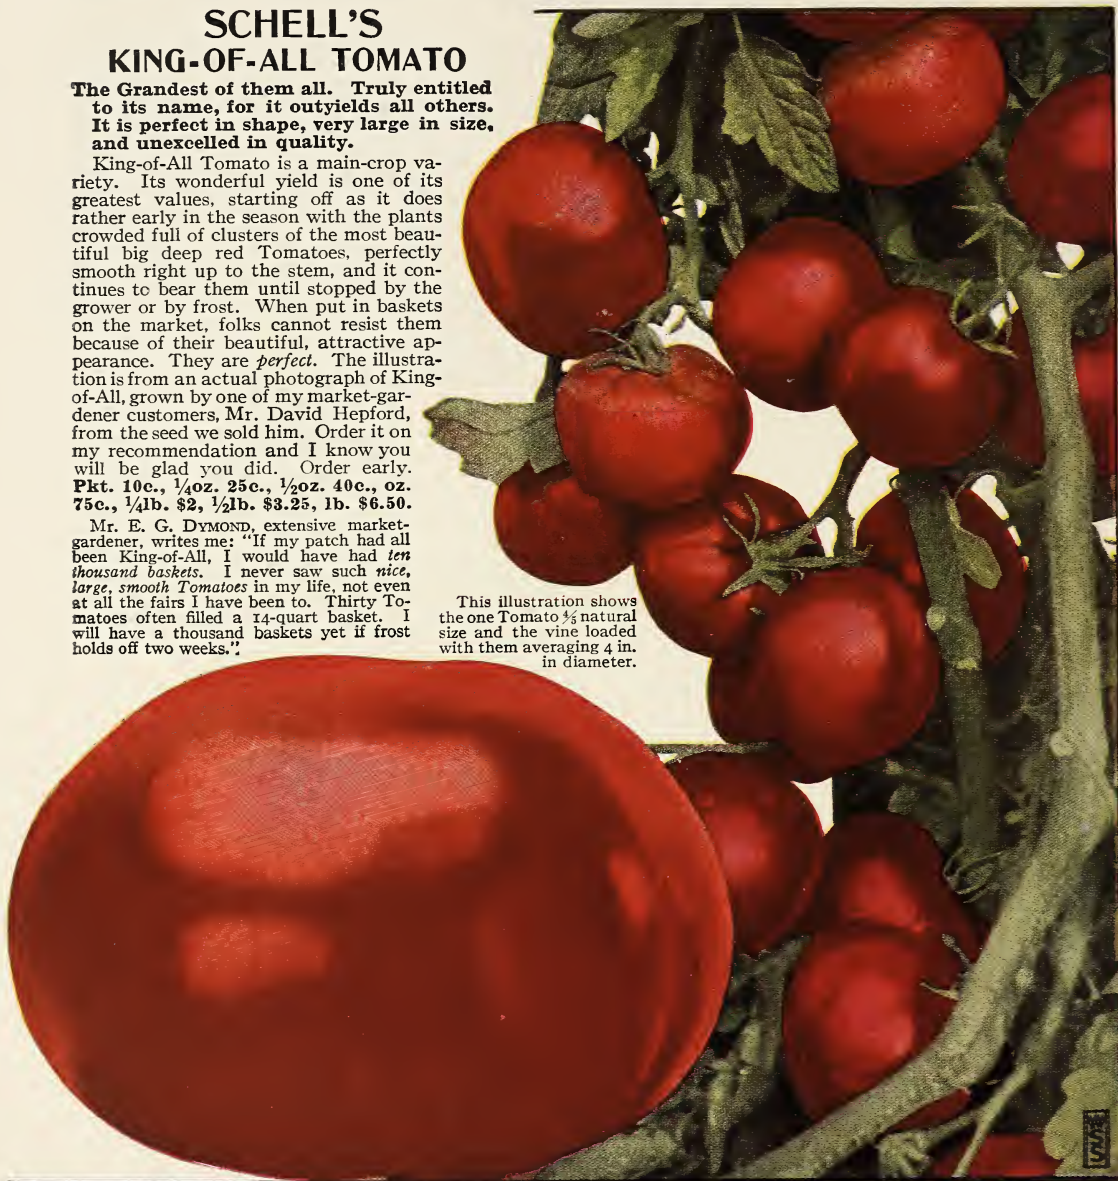 SCHELL'S
KING-OF-ALL TOMATO
The Grandest of them all. Truly entitled
to its name, for it outyields all others.
It is perfect in shape, very large in size,
and unexcelled in quality.
King-of-All Tomato is a main-crop va-
riety. Its wonderful yield is one of its
greatest values, starting off as it does
rather early in the season with the plants
crowded full of clusters of the most beau-
tiful big deep red Tomatoes, perfectly
smooth right up to the stem, and it con-
tinues to bear them until stopped by the
grower or by frost. When put in baskets
on the market, folks cannot resist them
because of their beautiful, attractive ap-
pearance. They are perfect. The illustra-
tion is from an actual photograph of King-
of-All, grown by one of my market-gar-
dener customers, Mr. David Hepford,
from the seed we sold him. Order it on
my recommendation and I know you
will be glad you did. Order early.
Pkt. 10c., ¼oz. 25c., ½oz. 40c., oz.
75c., ¼lb. $2, ½lb. $3.25, lb. $6.50.
Mr. E. G. DYMOND, extensive market-
gardener, writes me: "If my patch had all
been King-of-All, I would have had ten
thousand baskets. I never saw such nice,
large, smooth Tomatoes in my life, not even
at all the fairs I have been to. Thirty To-
matoes often filled a 14-quart basket. I
will have a thousand baskets yet if frost
holds off two weeks."
This illustration shows
the one Tomato ⅘ natural
size and the vine loaded
with them averaging 4 in.
in diameter.